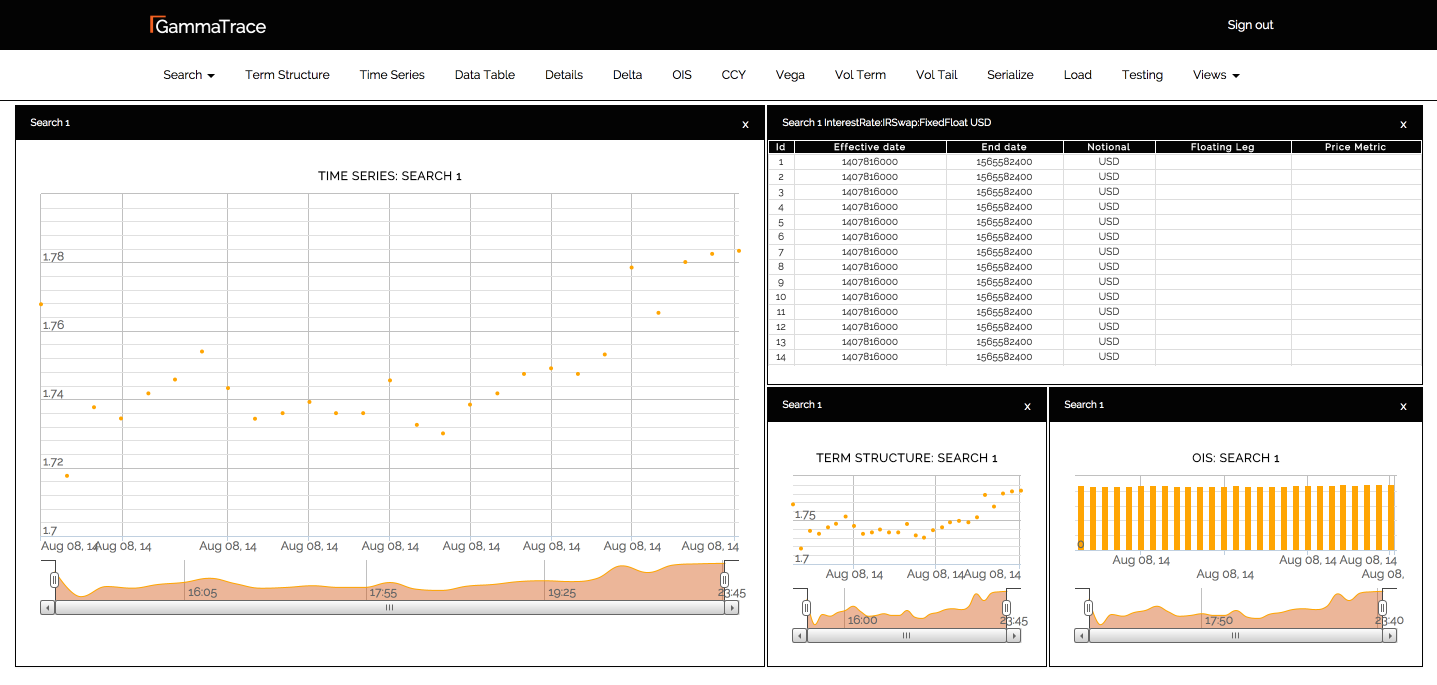 GammaTrace
Sign out
Search Term Structure Time Series Data Table Details Delta OIS CCY Vega Vol Term Vol Tail Serialize Load Testing Views
Search 1 x
TIME SERIES: SEARCH 1
1.78
1.76
1.74
1.72
1.7
Aug 08, 14 Aug 08, 14 Aug 08, 14 Aug 08, 14 Aug 08, 14 Aug 08, 14 Aug 08, 14 Aug 08, 14 Aug 08, 14
16:05 17:55 19:25 23:45
Search 1 InterestRate:IRSwap:FixedFloat USD x
Id Effective date End date Notional Floating Leg Price Metric
1 1407816000 1565582400 USD
2 1407816000 1565582400 USD
3 1407816000 1565582400 USD
4 1407816000 1565582400 USD
5 1407816000 1565582400 USD
6 1407816000 1565582400 USD
7 1407816000 1565582400 USD
8 1407816000 1565582400 USD
9 1407816000 1565582400 USD
10 1407816000 1565582400 USD
11 1407816000 1565582400 USD
12 1407816000 1565582400 USD
13 1407816000 1565582400 USD
14 1407816000 1565582400 USD
Search 1 x
TERM STRUCTURE: SEARCH 1
1.75
1.7
Aug 08, 14 Aug 08, 14 Aug 08, 14
16:00 23:45
Search 1 x
OIS: SEARCH 1
0
Aug 08, 14 Aug 08, 14 Aug 08, 14
Aug 08, 14 Aug 08,
17:50 23:40